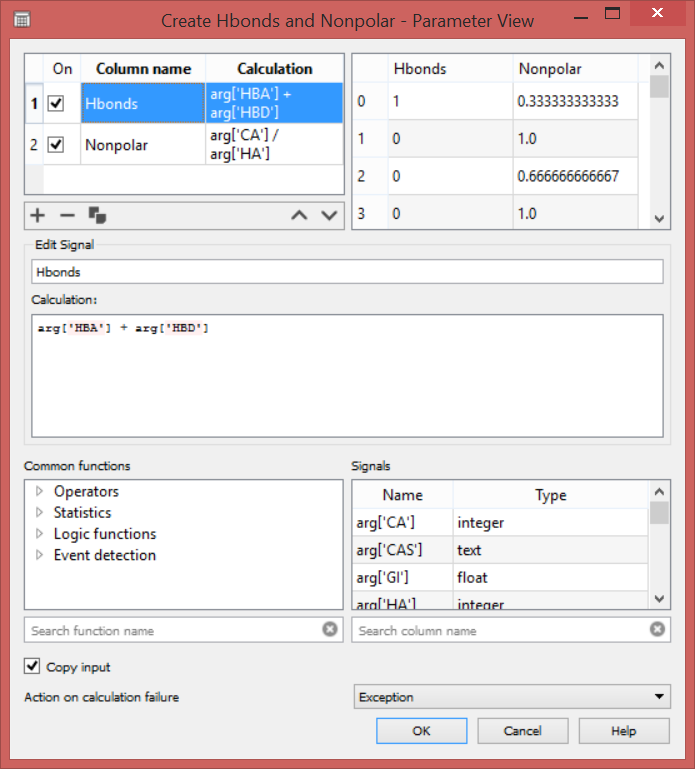 Create Hbonds and Nonpolar - Parameter View
On Column name Calculation
1 Hbonds arg['HBA'] +
arg['HBD']
2 Nonpolar arg['CA'] /
arg['HA']
Hbonds Nonpolar
0 1 0.333333333333
1 0 1.0
2 0 0.666666666667
3 0 1.0
Edit Signal
Hbonds
Calculation:
arg['HBA'] + arg['HBD']
Common functions
Operators
Statistics
Logic functions
Event detection
Search function name
Signals
Name Type
arg['CA'] integer
arg['CAS'] text
arg['GI'] float
arg['HA'] integer
Search column name
Copy input
Action on calculation failure Exception
OK Cancel Help